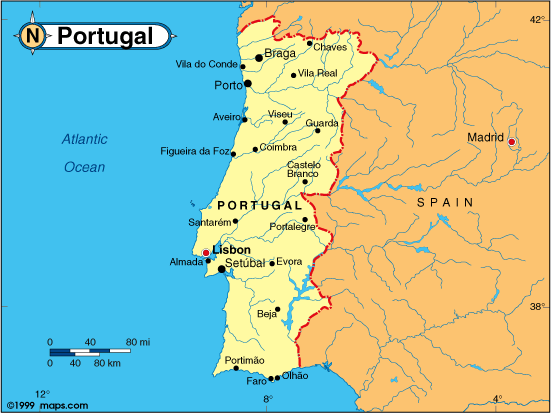 N Portugal
42°
Chaves
Braga
Vila do Conde
Vila Real
Porto
Aveiro
Viseu
Guarda
Madrid
Atlantic
Ocean
Coimbra
Figueira da Foz
Castelo
Branco
PORTUGAL
SPAIN
Santarém
Portalegre
Lisbon
Almada
Setúbal
Evora
38°
Beja
0 40 80 mi
0 40 80 km
Portimão
Faro
Olhão
12°
8°
4°
©1999 maps.com